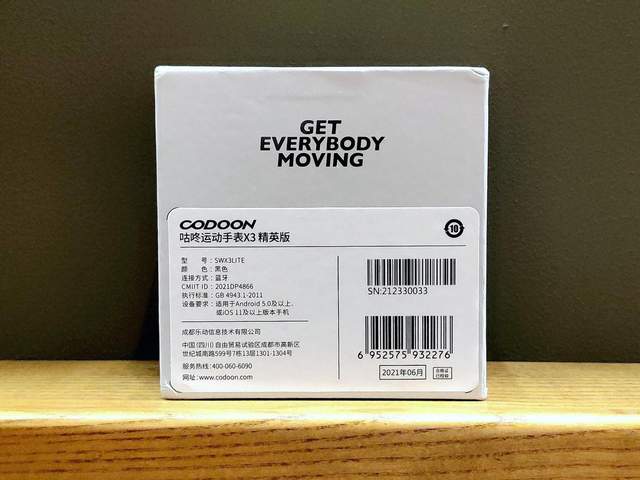 GET
EVERYBODY
MOVING
CODOON
咕咚运动手表X3 精英版
10
型 号：SWX3LITE
颜 色：黑色
连接方式：蓝牙
CMIIT ID：2021DP4866
执行标准：GB 4943.1-2011
设备要求：适用于Android 5.0及以上，
或iOS 11及以上版本手机
成都乐动信息技术有限公司
中国（四川）自由贸易试验区成都市高新区
世纪城南路599号7栋13层1301-1304号
服务热线：400-060-6090
网址：www.codoon.com
SN:212330033
6 952575 932276
2021年06月
合格证
已检验